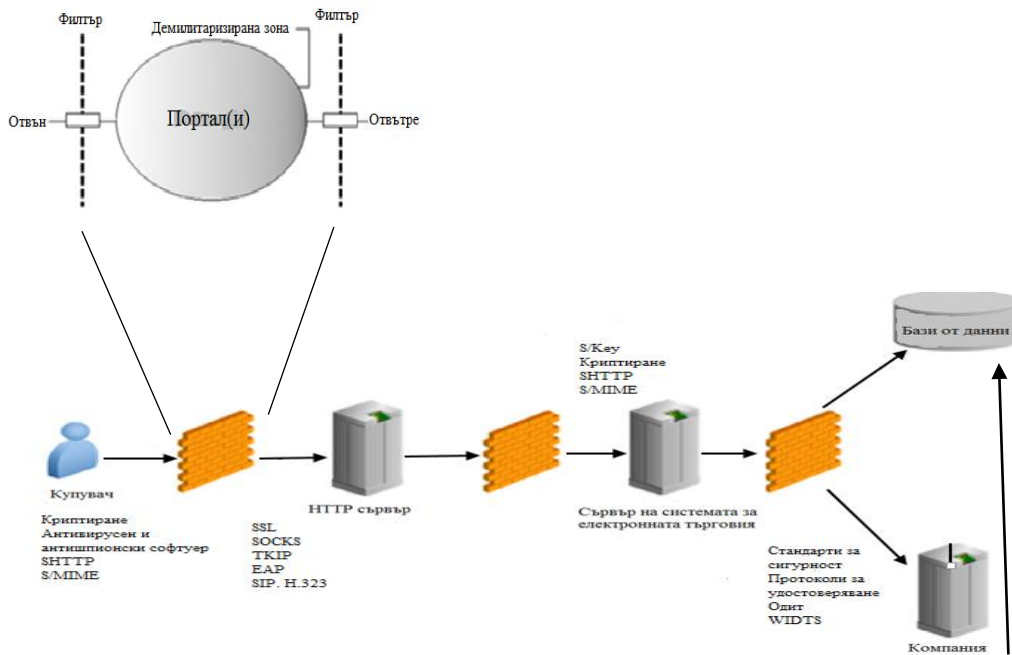 Филтър
Филтър
Демилитаризирана зона
Портал(и)
Отвън
Отвътре
Бази от данни
S/Key
Криптиране
SHTTP
S/MIME
Купувач
HTTP сървър
Сървър на системата за
електронната търговия
Криптиране
Антивирусен и
антишпионски софтуер
SHTTP
S/MIME
SSL
SOCKS
TKIP
EAP
SIP. H.323
Стандарти за
сигурност
Протоколи за
удостоверяване
Одит
WIDTS
Компания